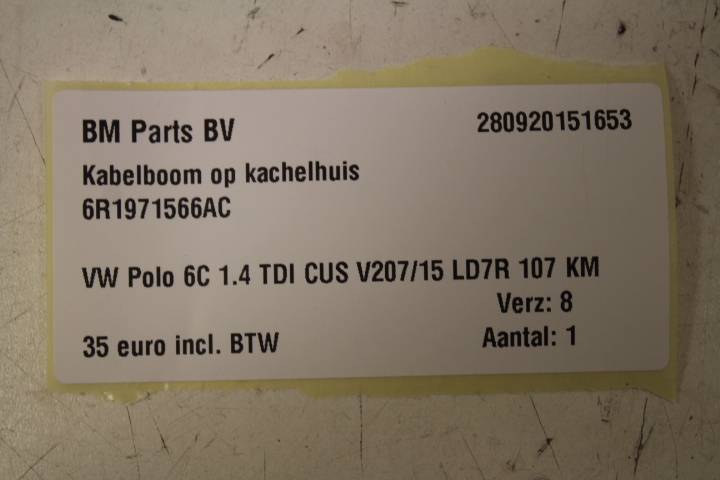 BM Parts BV 280920151653
Kabelboom op kachelhuis
6R1971566AC
VW Polo 6C 1.4 TDI CUS V207/15 LD7R 107 KM
Verz: 8
35 euro incl. BTW Aantal: 1